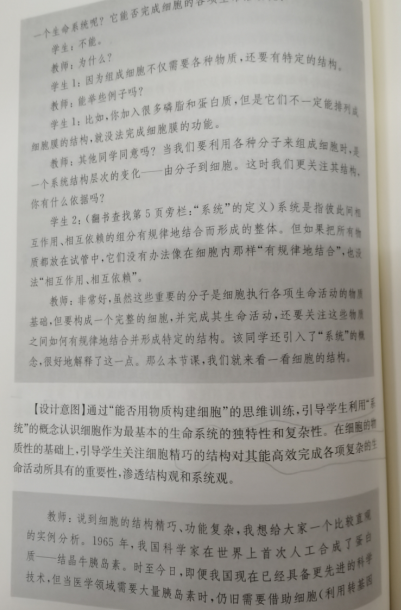 一个生命系统呢？它能否完成细胞的各项生
学生：不能。
教师：为什么？
学生1：因为组成细胞不仅需要各种物质，还要有特定的结构。
教师：能举些例子吗？
学生1：比如，你加入很多磷脂和蛋白质，但是它们不一定能排列成
细胞膜的结构，就没法完成细胞膜的功能。
教师：其他同学同意吗？当我们要利用各种分子来组成细胞时，是
一个系统结构层次的变化——由分子到细胞。这时我们更关注其结构。
你有什么依据吗？
学生2：（翻书查找第5页旁栏：“系统”的定义）系统是指彼此间相
互作用、相互依赖的组分有规律地结合而形成的整体。但如果把所有物
质都放在试管中，它们没有办法像在细胞内那样“有规律地结合”，也没
法“相互作用、相互依赖”。
教师：非常好，虽然这些重要的分子是细胞执行各项生命活动的物质
基础，但要构成一个完整的细胞，并完成其生命活动，还要关注这些物质
之间如何有规律地结合并形成特定的结构。该同学还引入了“系统”的概
念，很好地解释了这一点。那么本节课，我们就来看一看细胞的结构。
【设计意图】通过“能否用物质构建细胞”的思维训练，引导学生利用“系
统”的概念认识细胞作为最基本的生命系统的独特性和复杂性。在细胞的物
质性的基础上，引导学生关注细胞精巧的结构对其能高效完成各项复杂的生
命活动所具有的重要性，渗透结构观和系统观。
教师：说到细胞的结构精巧、功能复杂，我想给大家一个比较直观
的实例分析。1965年，我国科学家在世界上首次人工合成了蛋白
质——结晶牛胰岛素。时至今日，即便我国现在已经具备更先进的科学
技术，但当医学领域需要大量胰岛素时，仍旧需要借助细胞（利用转基因